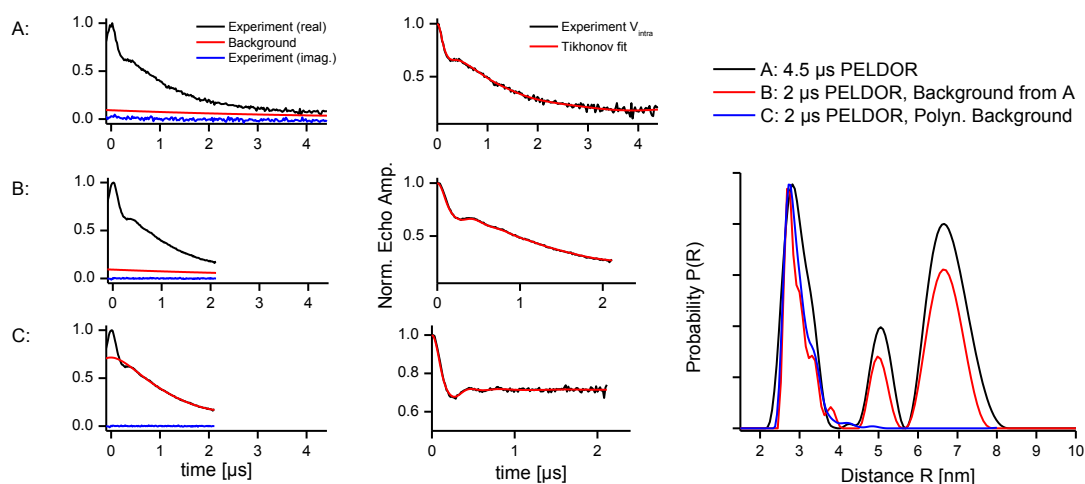 A:
1.0
0.5
0.0
0 1 2 3 4
Experiment (real)
Background
Experiment (imag.)
1.0
0.5
0 1 2 3 4
Experiment Vintra
Tikhonov fit
A: 4.5 µs PELDOR
B: 2 µs PELDOR, Background from A
C: 2 µs PELDOR, Polyn. Background
B:
1.0
0.5
0.0
0 1 2 3 4
Norm. Echo Amp.
1.0
0.5
0 1 2
C:
1.0
0.5
0.0
0 1 2 3 4
time [µs]
1.0
0.8
0.6
0 1 2
time [µs]
Probability P(R)
2 3 4 5 6 7 8 9 10
Distance R [nm]